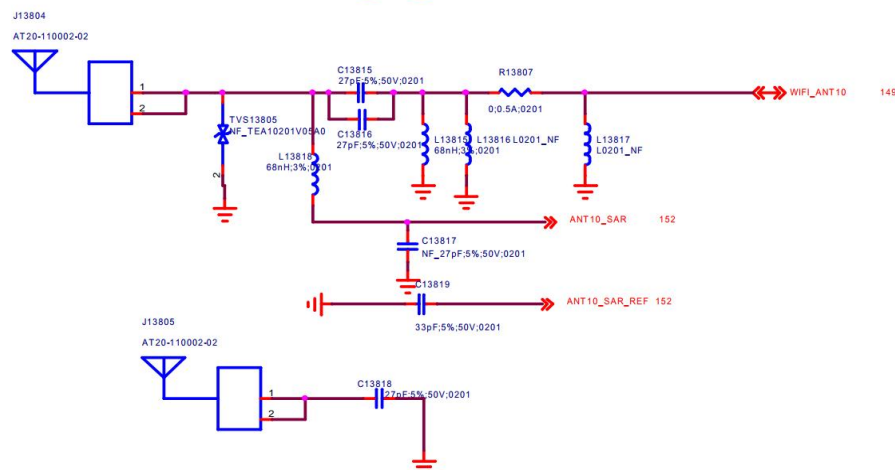 J13804
AT20-110002-02
1
2
TVS13805
NF_TEA10201V05A0
2
C13815
27pF;5%;50V;0201
C13816
27pF;5%;50V;0201
L13818
68nH;3%;0201
L13815
68nH;3%;0201
L13816 L0201_NF
R13807
0;0.5A;0201
L13817
L0201_NF
WIFI_ANT10 149
ANT10_SAR 152
C13817
NF_27pF;5%;50V;0201
C13819
33pF;5%;50V;0201
ANT10_SAR_REF 152
J13805
AT20-110002-02
1
2
C13818
27pF;5%;50V;0201